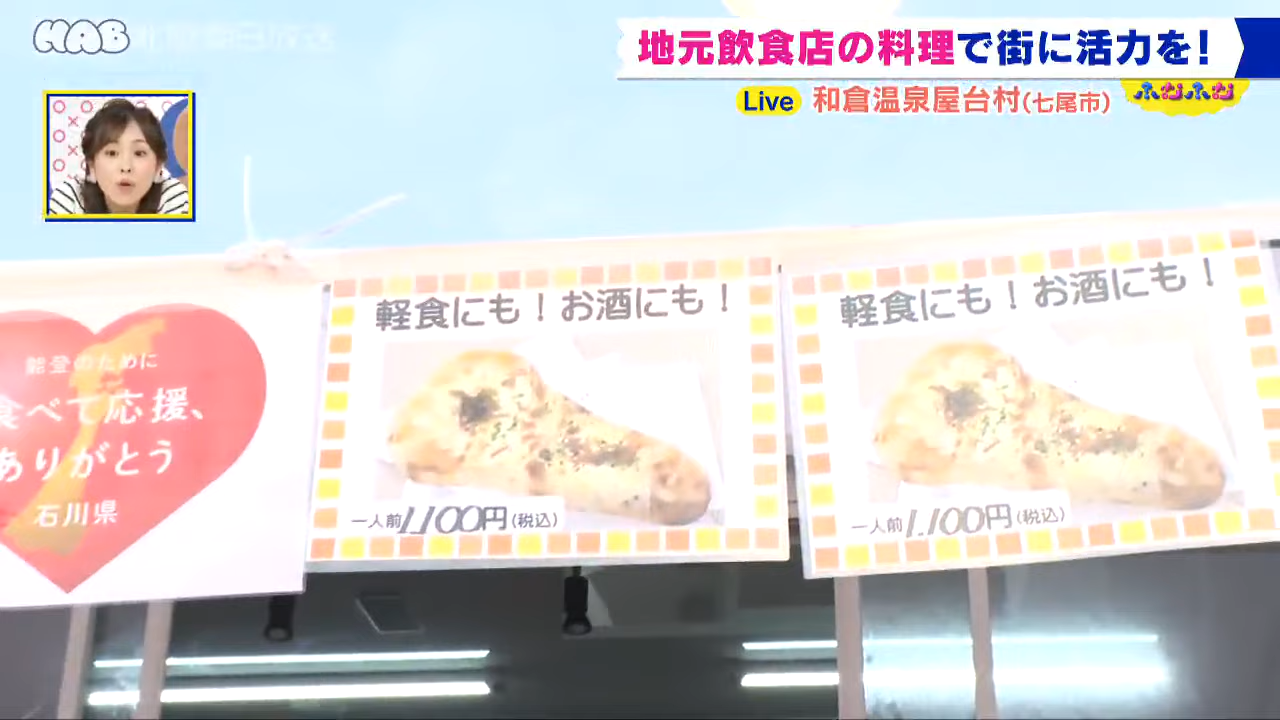 HAB
地元飲食店の料理で街に活力を!
Live 和倉温泉屋台村(七尾市)
ふむふむ
能登のために
食べて応援、
ありがとう
石川県
軽食にも!お酒にも!
一人前1,100円(税込)
軽食にも!お酒にも!
一人前1,100円(税込)